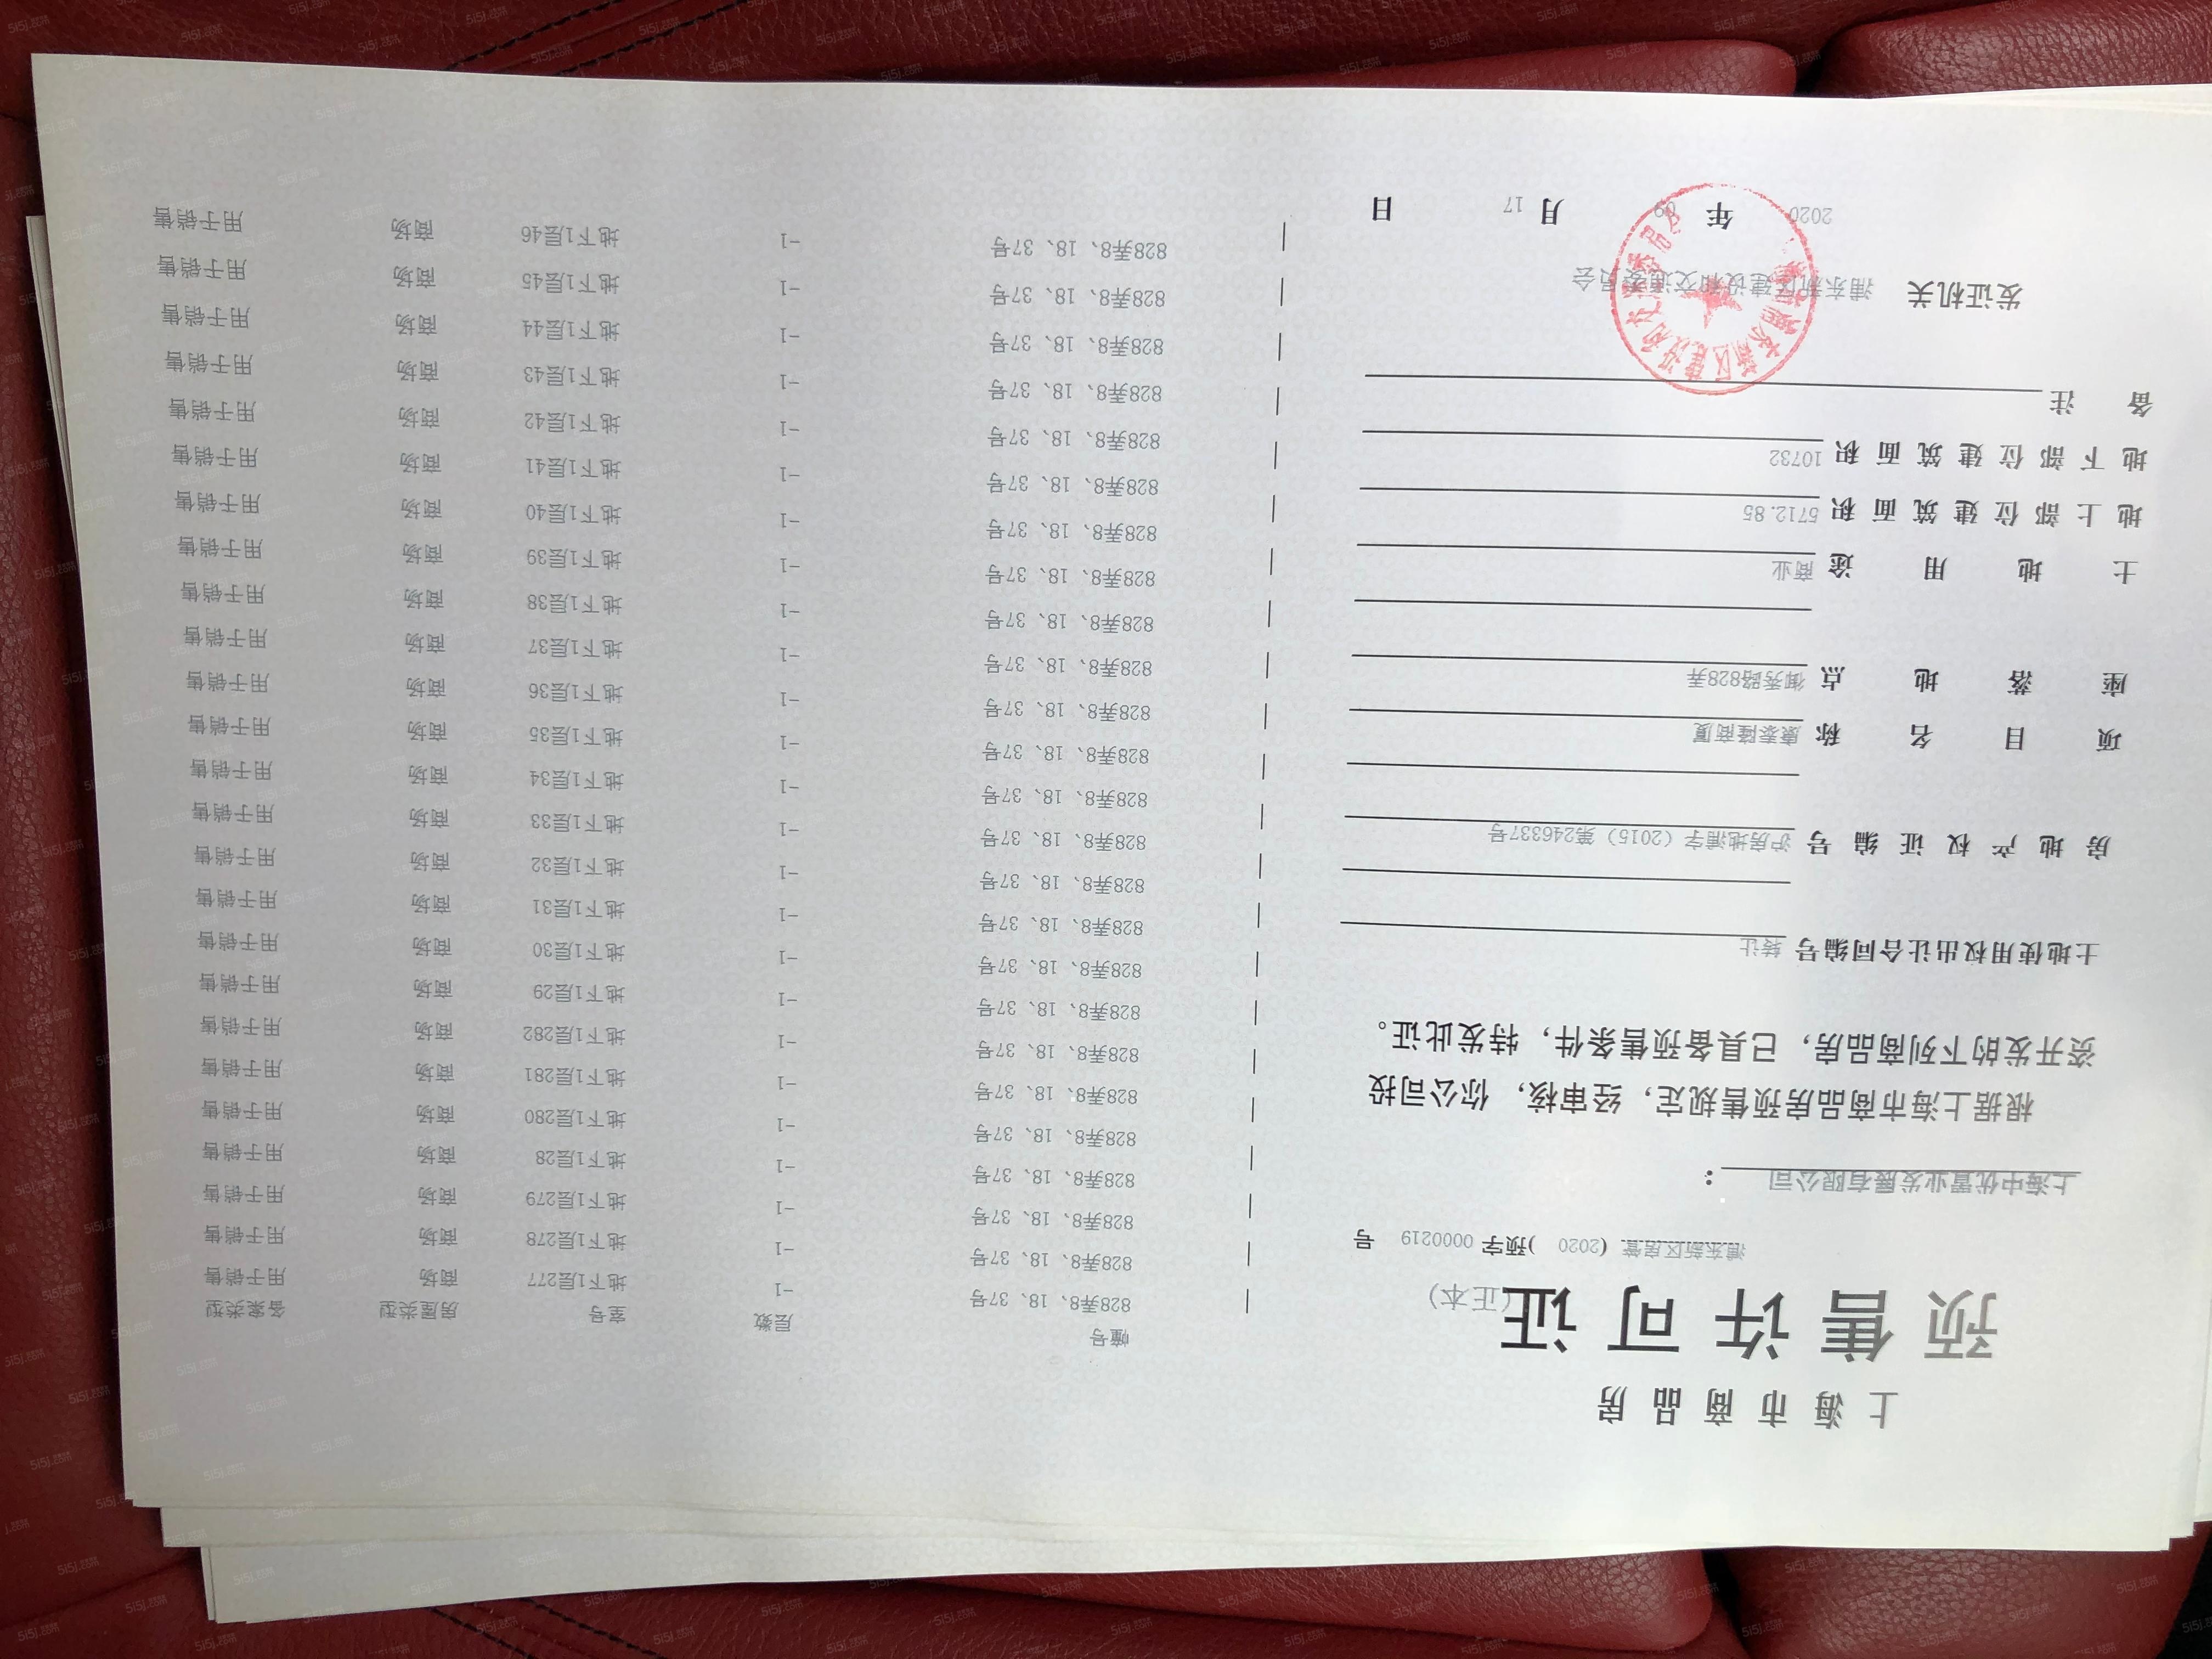 上海市商品房
预售许可证(正本)
浦东新区房管(2020)预字0000219号
上海中优置业发展有限公司：
根据上海市商品房预售规定，经审核，你公司投
资开发的下列商品房，已具备预售条件，特发此证。
土地使用权出让合同编号 转让
房地产权证编号 沪房地浦字（2015）第246337号
项目名称 康泰隆商厦
座落地点 御秀路828弄
土地用途 商业
地上部位建筑面积 5712.85
地下部位建筑面积 10732
备注
发证机关 浦东新区建设和交通委员会
2020年09月17日
幢号 层数 室号 房屋类型 备案类型
828弄8、18、37号 -1 地下1层277 商场 用于销售
828弄8、18、37号 -1 地下1层278 商场 用于销售
828弄8、18、37号 -1 地下1层279 商场 用于销售
828弄8、18、37号 -1 地下1层28 商场 用于销售
828弄8、18、37号 -1 地下1层280 商场 用于销售
828弄8、18、37号 -1 地下1层281 商场 用于销售
828弄8、18、37号 -1 地下1层282 商场 用于销售
828弄8、18、37号 -1 地下1层29 商场 用于销售
828弄8、18、37号 -1 地下1层30 商场 用于销售
828弄8、18、37号 -1 地下1层31 商场 用于销售
828弄8、18、37号 -1 地下1层32 商场 用于销售
828弄8、18、37号 -1 地下1层33 商场 用于销售
828弄8、18、37号 -1 地下1层34 商场 用于销售
828弄8、18、37号 -1 地下1层35 商场 用于销售
828弄8、18、37号 -1 地下1层36 商场 用于销售
828弄8、18、37号 -1 地下1层37 商场 用于销售
828弄8、18、37号 -1 地下1层38 商场 用于销售
828弄8、18、37号 -1 地下1层39 商场 用于销售
828弄8、18、37号 -1 地下1层40 商场 用于销售
828弄8、18、37号 -1 地下1层41 商场 用于销售
828弄8、18、37号 -1 地下1层42 商场 用于销售
828弄8、18、37号 -1 地下1层43 商场 用于销售
828弄8、18、37号 -1 地下1层44 商场 用于销售
828弄8、18、37号 -1 地下1层45 商场 用于销售
828弄8、18、37号 -1 地下1层46 商场 用于销售